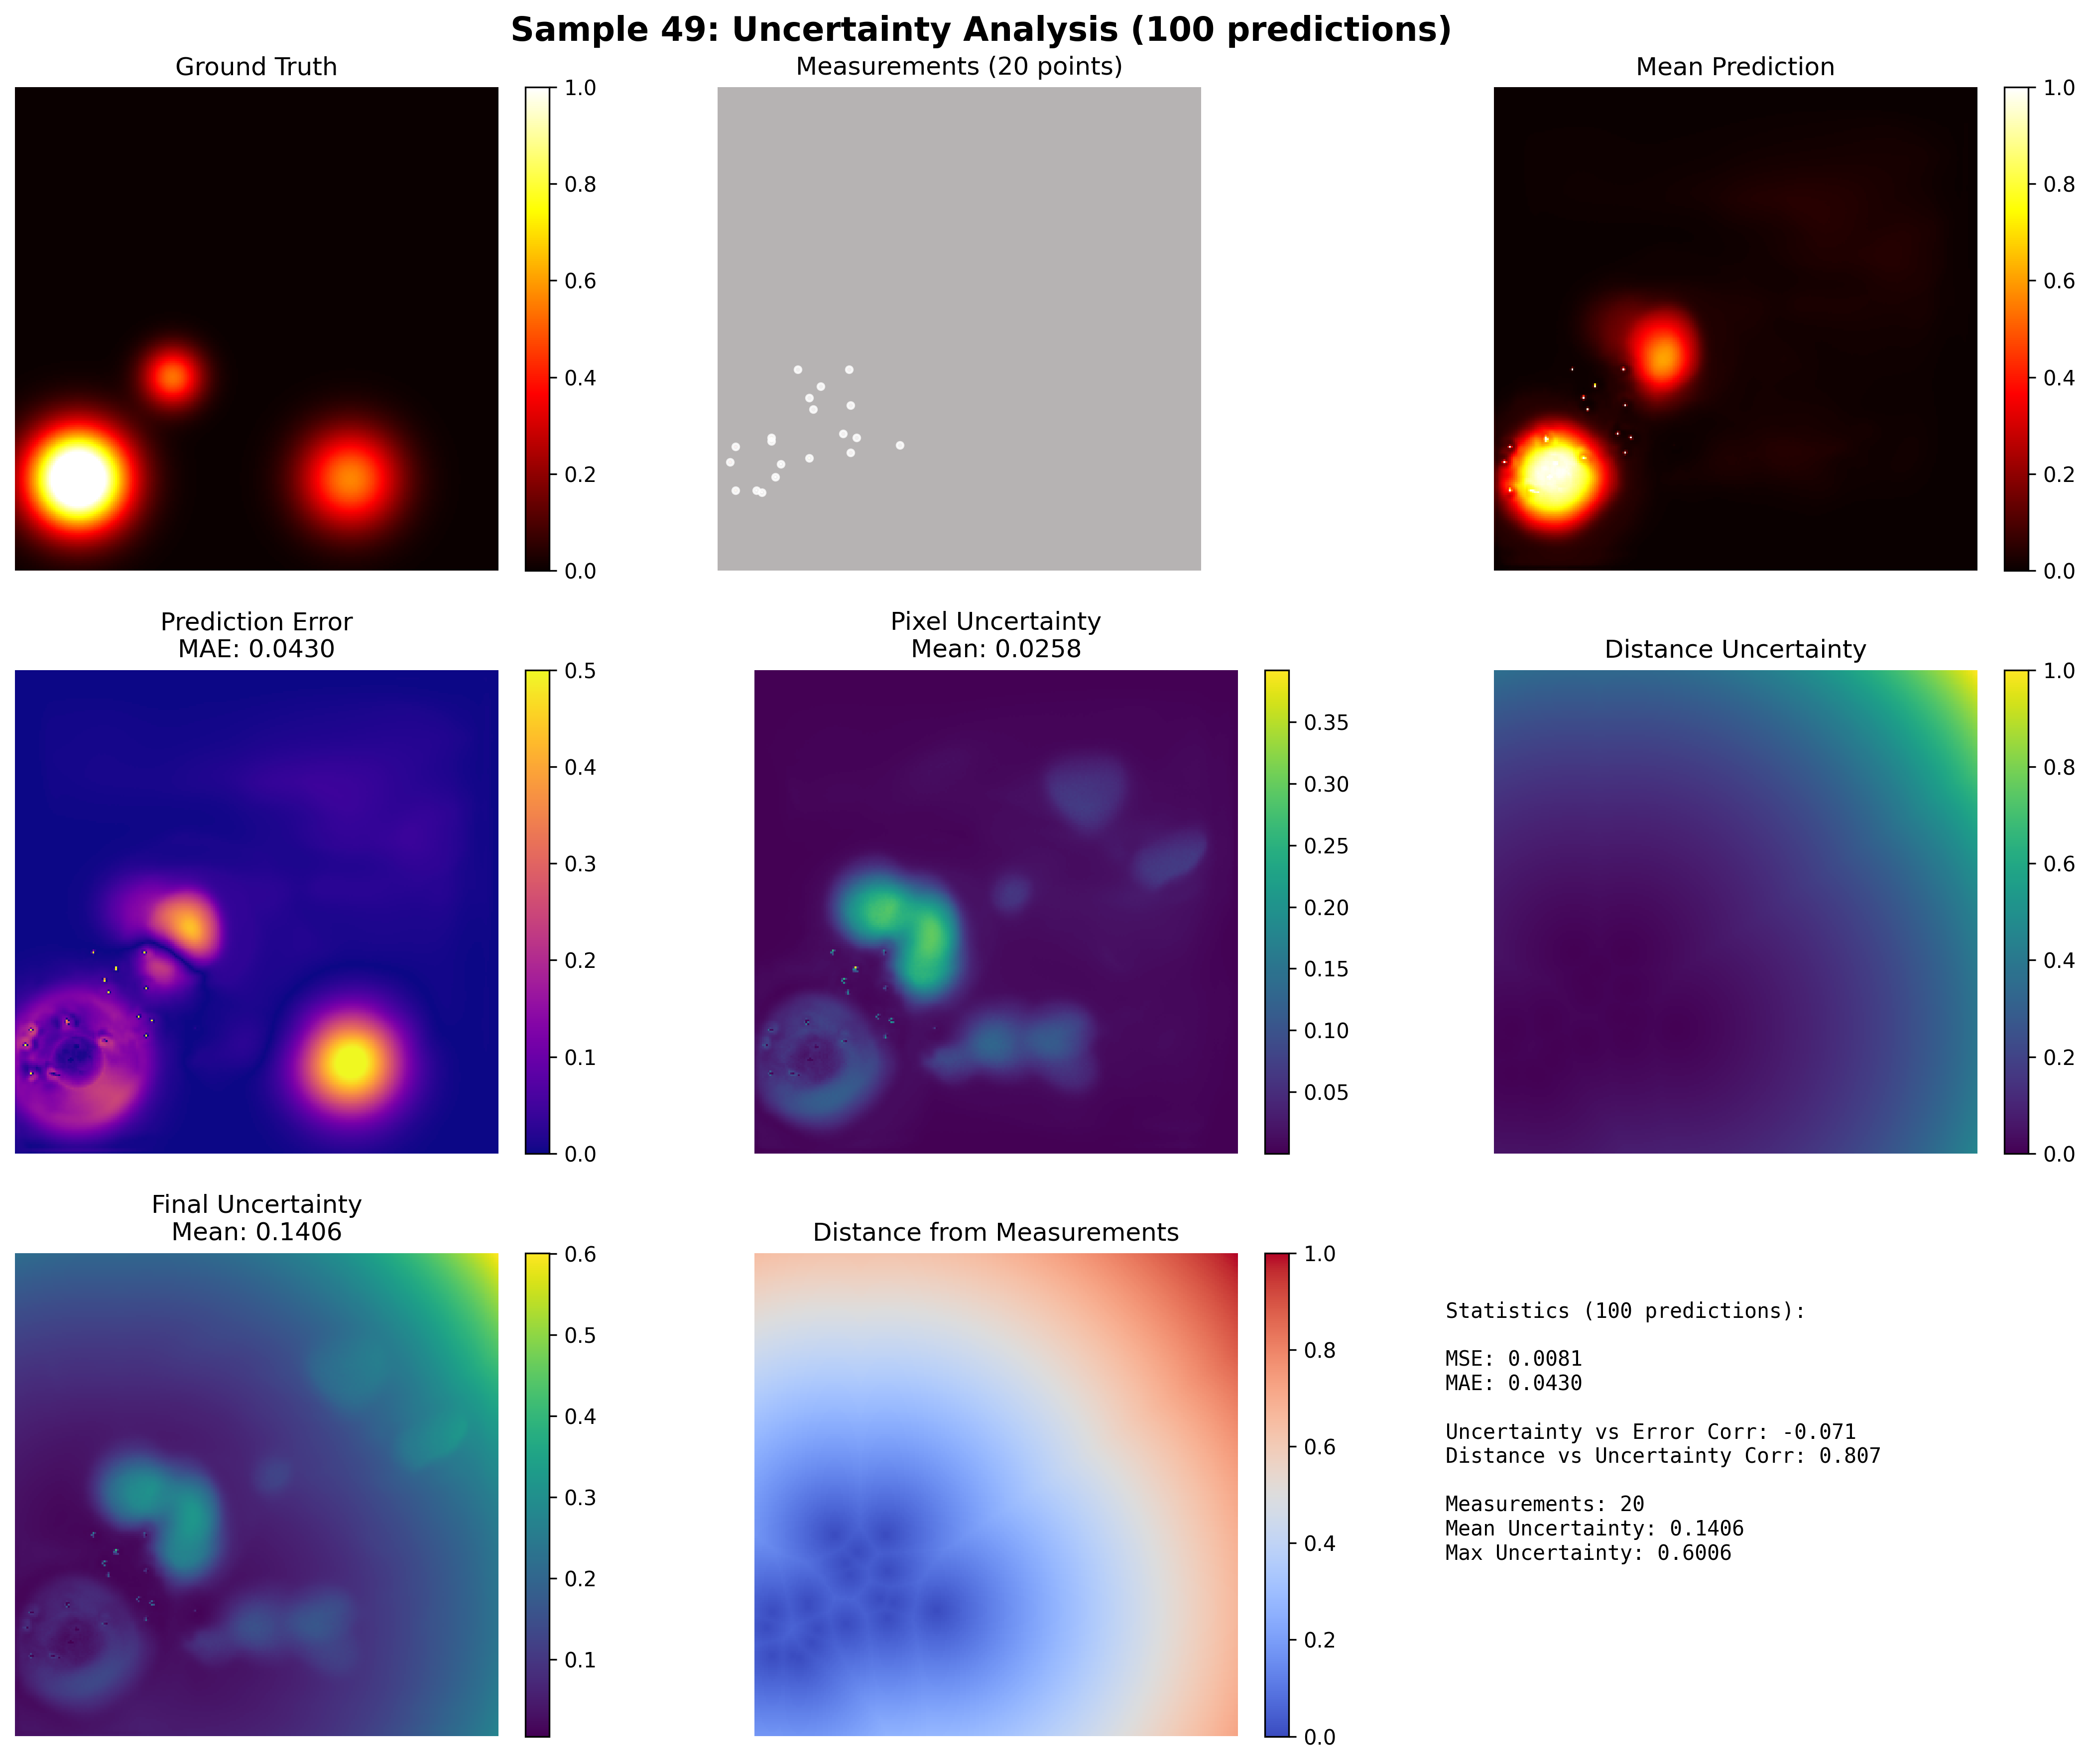 Sample 49: Uncertainty Analysis (100 predictions)
Ground Truth
1.0
0.8
0.6
0.4
0.2
0.0
Measurements (20 points)
Mean Prediction
1.0
0.8
0.6
0.4
0.2
0.0
Prediction Error
MAE: 0.0430
0.5
0.4
0.3
0.2
0.1
0.0
Pixel Uncertainty
Mean: 0.0258
0.35
0.30
0.25
0.20
0.15
0.10
0.05
Distance Uncertainty
1.0
0.8
0.6
0.4
0.2
0.0
Final Uncertainty
Mean: 0.1406
0.6
0.5
0.4
0.3
0.2
0.1
Distance from Measurements
1.0
0.8
0.6
0.4
0.2
0.0
Statistics (100 predictions):
MSE: 0.0081
MAE: 0.0430
Uncertainty vs Error Corr: -0.071
Distance vs Uncertainty Corr: 0.807
Measurements: 20
Mean Uncertainty: 0.1406
Max Uncertainty: 0.6006